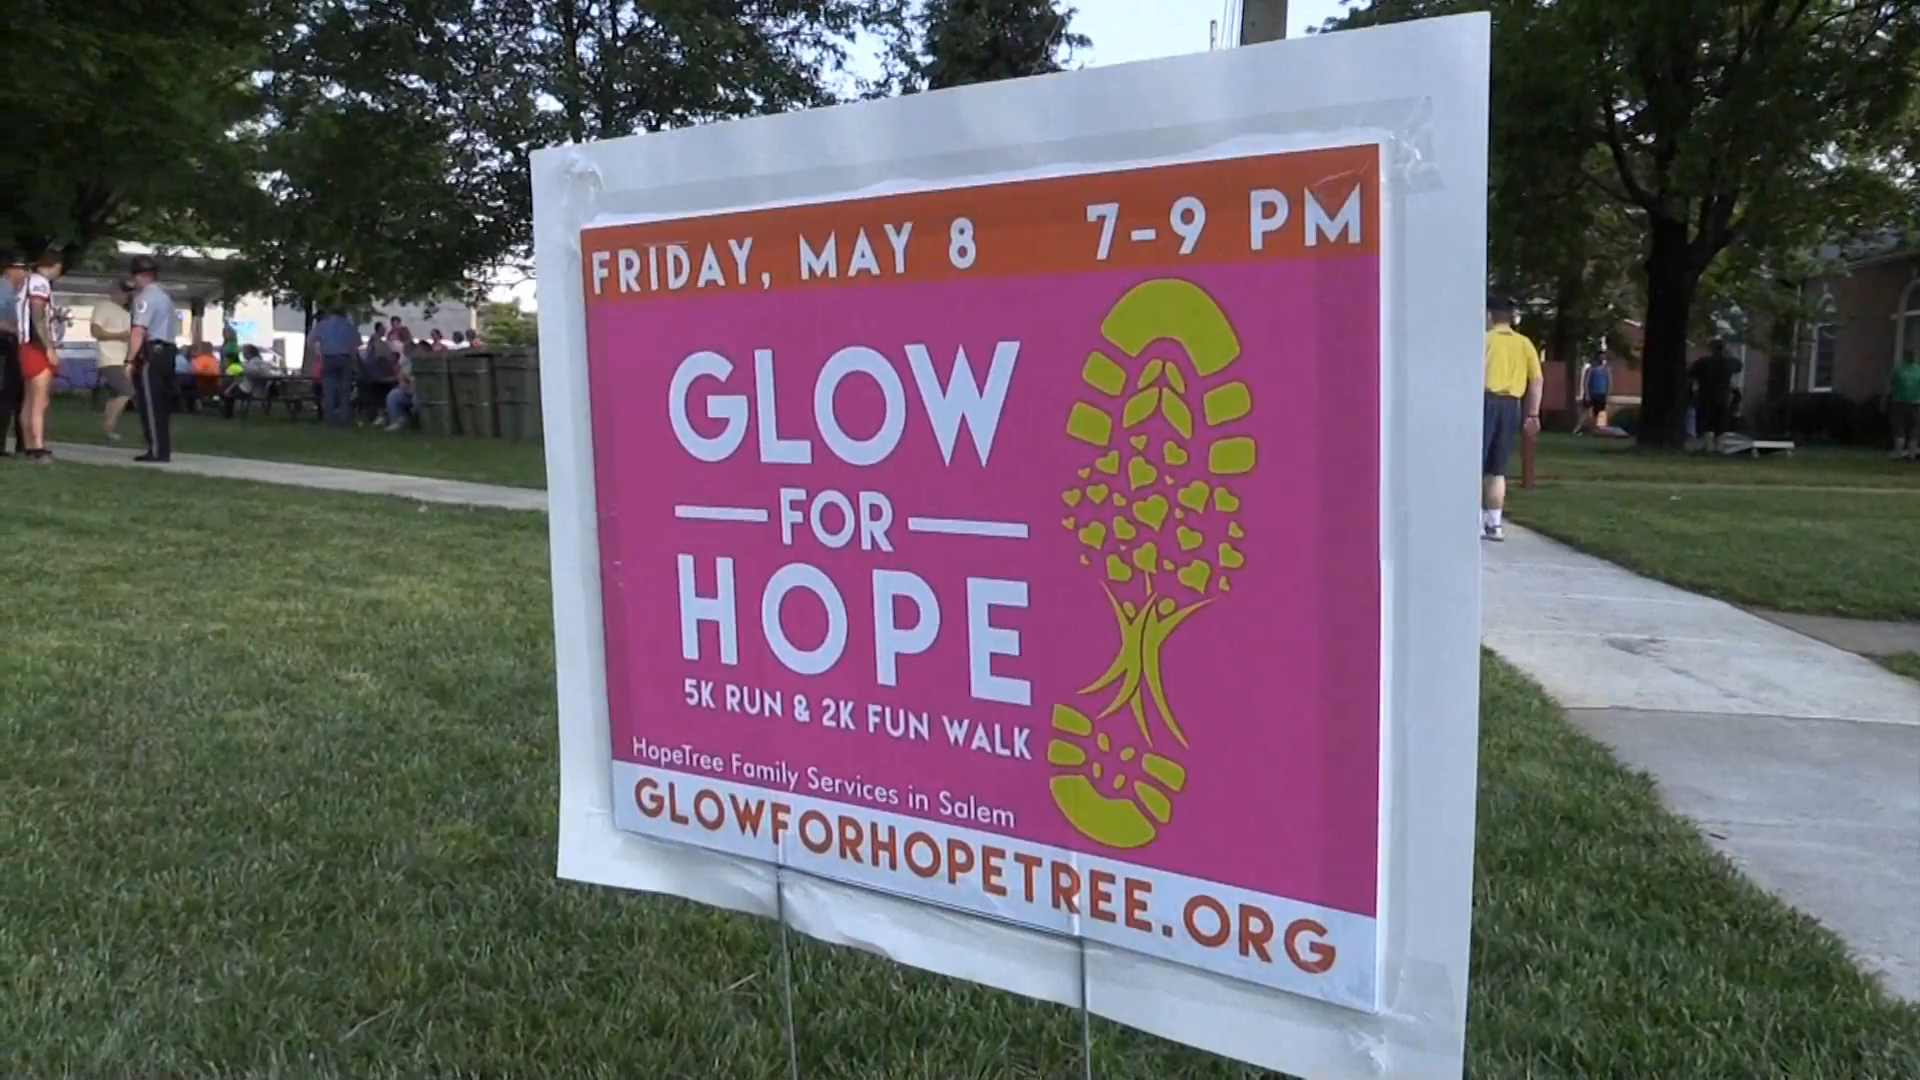 FRIDAY, MAY 8 7-9 PM
GLOW
FOR
HOPE
5K RUN & 2K FUN WALK
HopeTree Family Services in Salem
GLOWFORHOPETREE.ORG